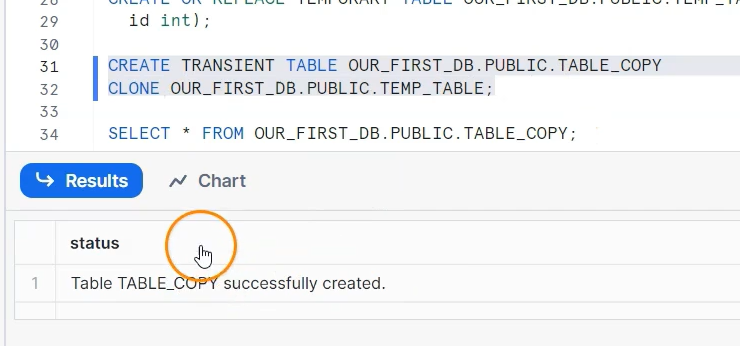 28 CREATE OR REPLACE TEMPORARY TABLE OUR_FIRST_DB.PUBLIC.TEMP_TA
29 id int);
30
31 CREATE TRANSIENT TABLE OUR_FIRST_DB.PUBLIC.TABLE_COPY
32 CLONE OUR_FIRST_DB.PUBLIC.TEMP_TABLE;
33
34 SELECT * FROM OUR_FIRST_DB.PUBLIC.TABLE_COPY;
Results Chart
status
1 Table TABLE_COPY successfully created.